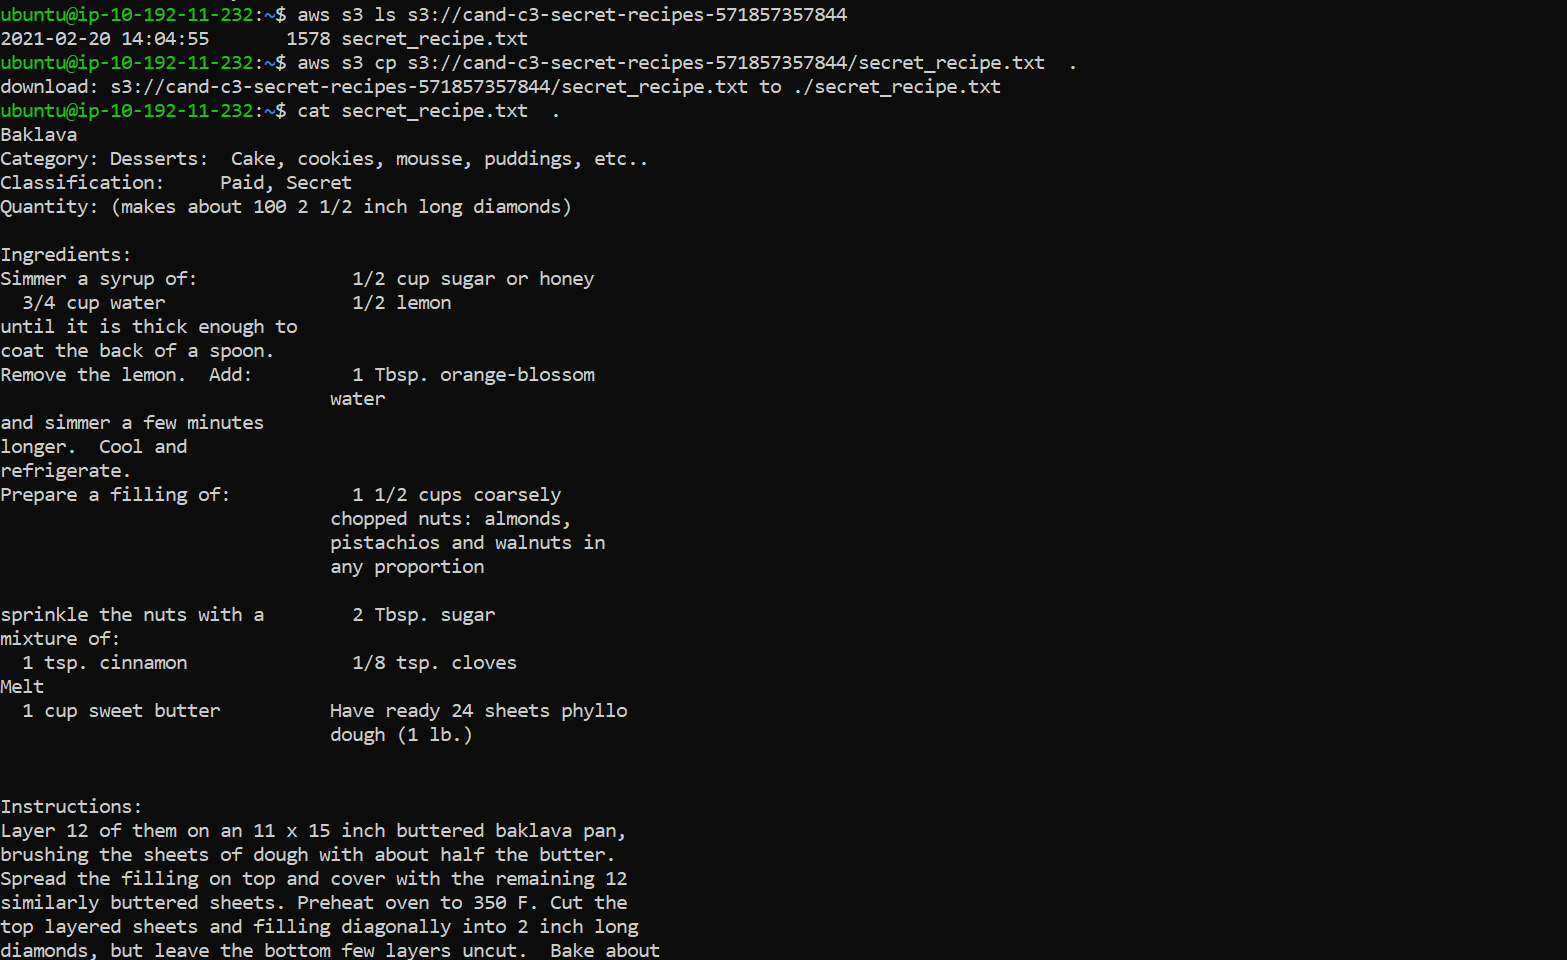 ubuntu@ip-10-192-11-232:~$ aws s3 ls s3://cand-c3-secret-recipes-571857357844
2021-02-20 14:04:55       1578 secret_recipe.txt
ubuntu@ip-10-192-11-232:~$ aws s3 cp s3://cand-c3-secret-recipes-571857357844/secret_recipe.txt  .
download: s3://cand-c3-secret-recipes-571857357844/secret_recipe.txt to ./secret_recipe.txt
ubuntu@ip-10-192-11-232:~$ cat secret_recipe.txt  .
Baklava
Category: Desserts:  Cake, cookies, mousse, puddings, etc..
Classification:     Paid, Secret
Quantity: (makes about 100 2 1/2 inch long diamonds)

Ingredients:
Simmer a syrup of:              1/2 cup sugar or honey
  3/4 cup water                 1/2 lemon
until it is thick enough to
coat the back of a spoon.
Remove the lemon.  Add:         1 Tbsp. orange-blossom
                              water
and simmer a few minutes
longer.  Cool and
refrigerate.
Prepare a filling of:           1 1/2 cups coarsely
                              chopped nuts: almonds,
                              pistachios and walnuts in
                              any proportion

sprinkle the nuts with a        2 Tbsp. sugar
mixture of:
  1 tsp. cinnamon               1/8 tsp. cloves
Melt
  1 cup sweet butter          Have ready 24 sheets phyllo
                              dough (1 lb.)

Instructions:
Layer 12 of them on an 11 x 15 inch buttered baklava pan,
brushing the sheets of dough with about half the butter.
Spread the filling on top and cover with the remaining 12
similarly buttered sheets. Preheat oven to 350 F. Cut the
top layered sheets and filling diagonally into 2 inch long
diamonds, but leave the bottom few layers uncut.  Bake about